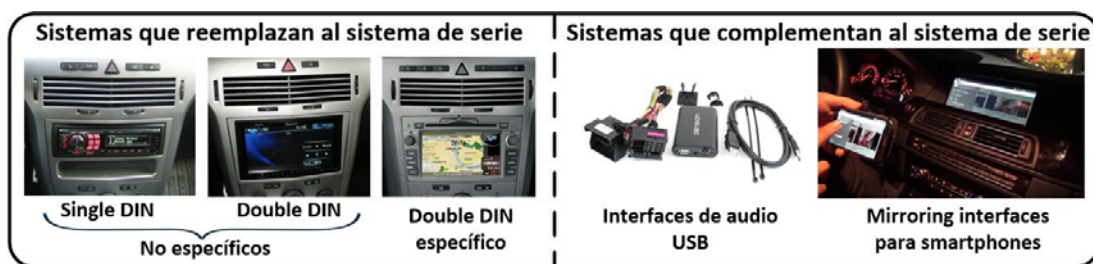 Sistemas que reemplazan al sistema de serie
Sistemas que complementan al sistema de serie
Single DIN
Double DIN
Double DIN
específico
No específicos
Interfaces de audio
USB
Mirroring interfaces
para smartphones